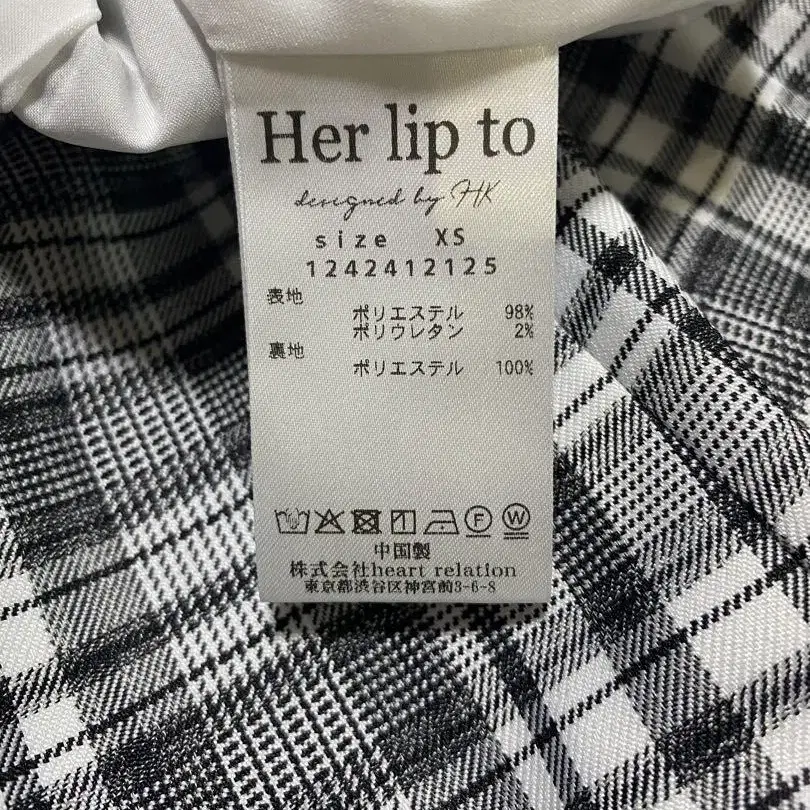 Her lip to
designed by HK
size XS
1242412125
表地
ポリエステル 98%
ポリウレタン 2%
裏地
ポリエステル 100%
F W
中国製
株式会社heart relation
東京都渋谷区神宮前3-6-8